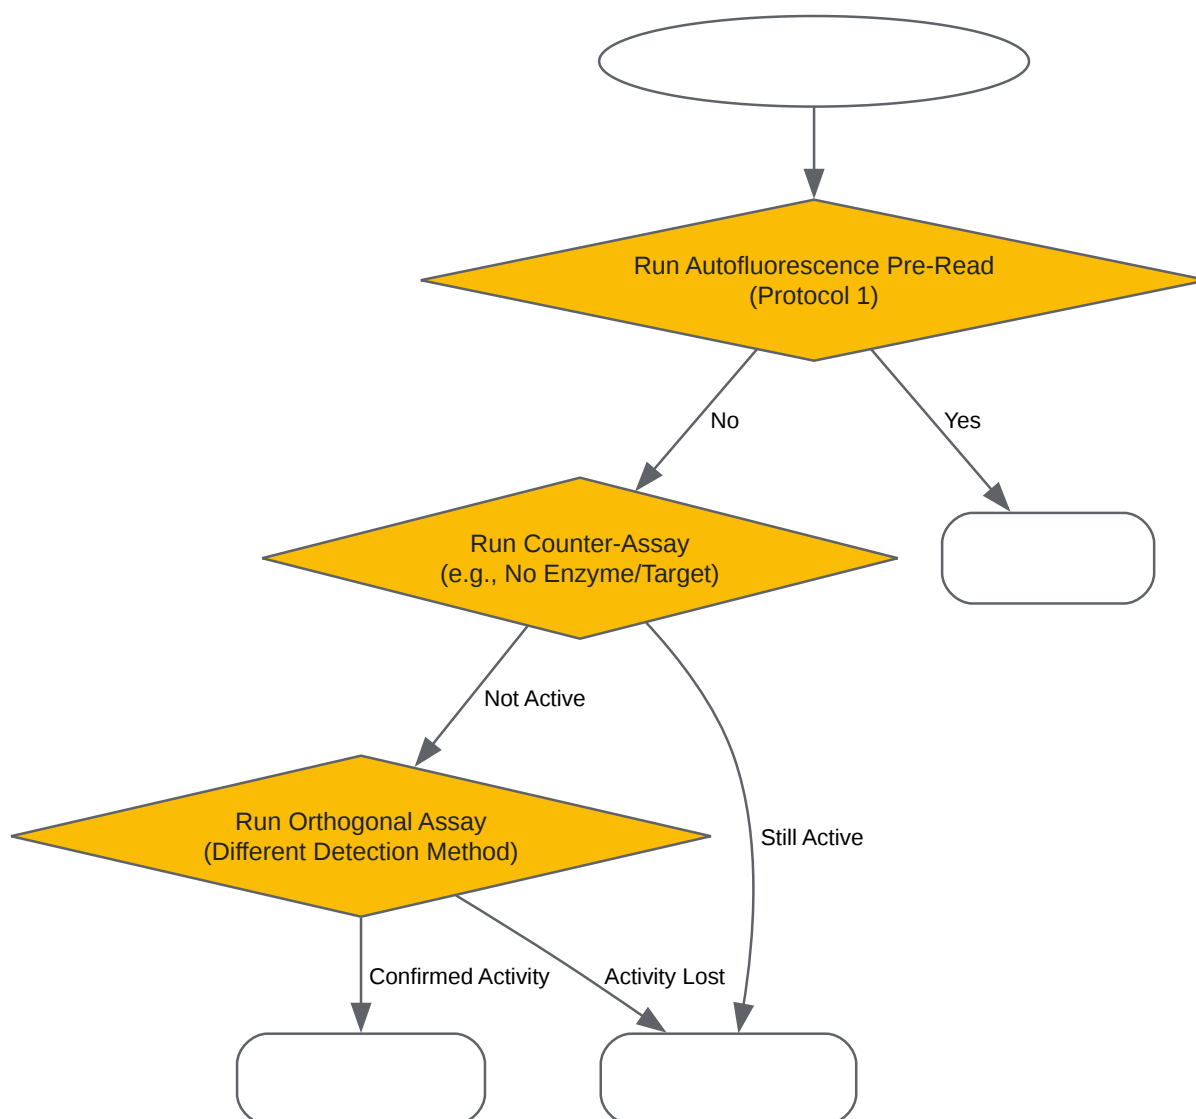 Run Autofluorescence Pre-Read
(Protocol 1)
No
Yes
Run Counter-Assay
(e.g., No Enzyme/Target)
Not Active
Still Active
Run Orthogonal Assay
(Different Detection Method)
Confirmed Activity
Activity Lost